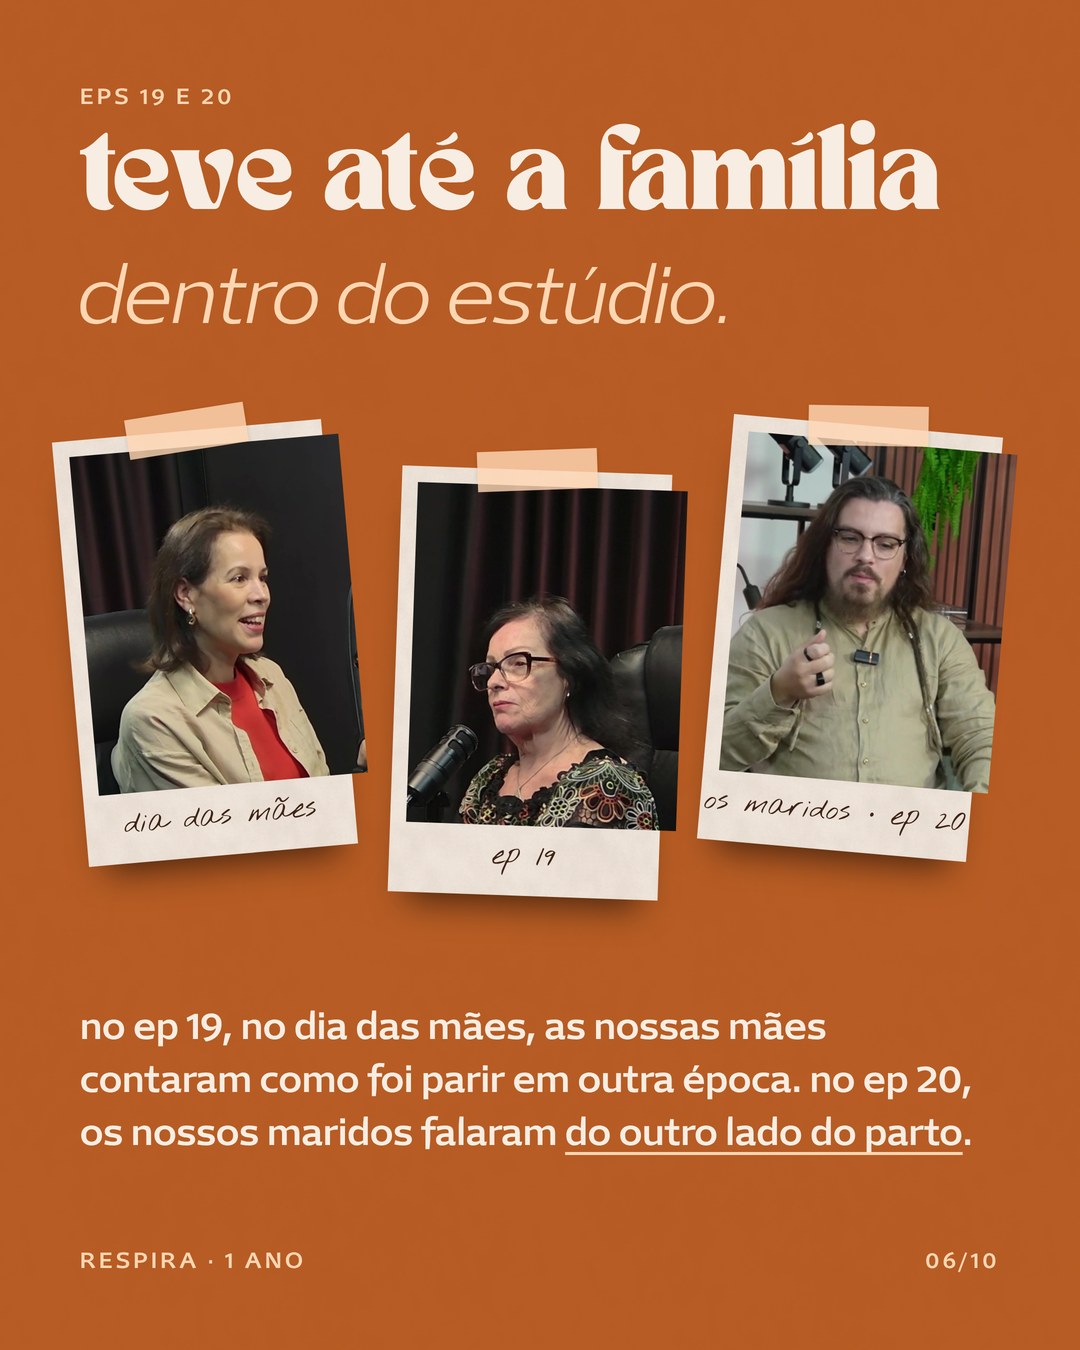 EPS 19 E 20
teve até a família
dentro do estúdio.
dia das mães
ep 19
os maridos · ep 20
no ep 19, no dia das mães, as nossas mães
contaram como foi parir em outra época. no ep 20,
os nossos maridos falaram do outro lado do parto.
RESPIRA · 1 ANO
06/10